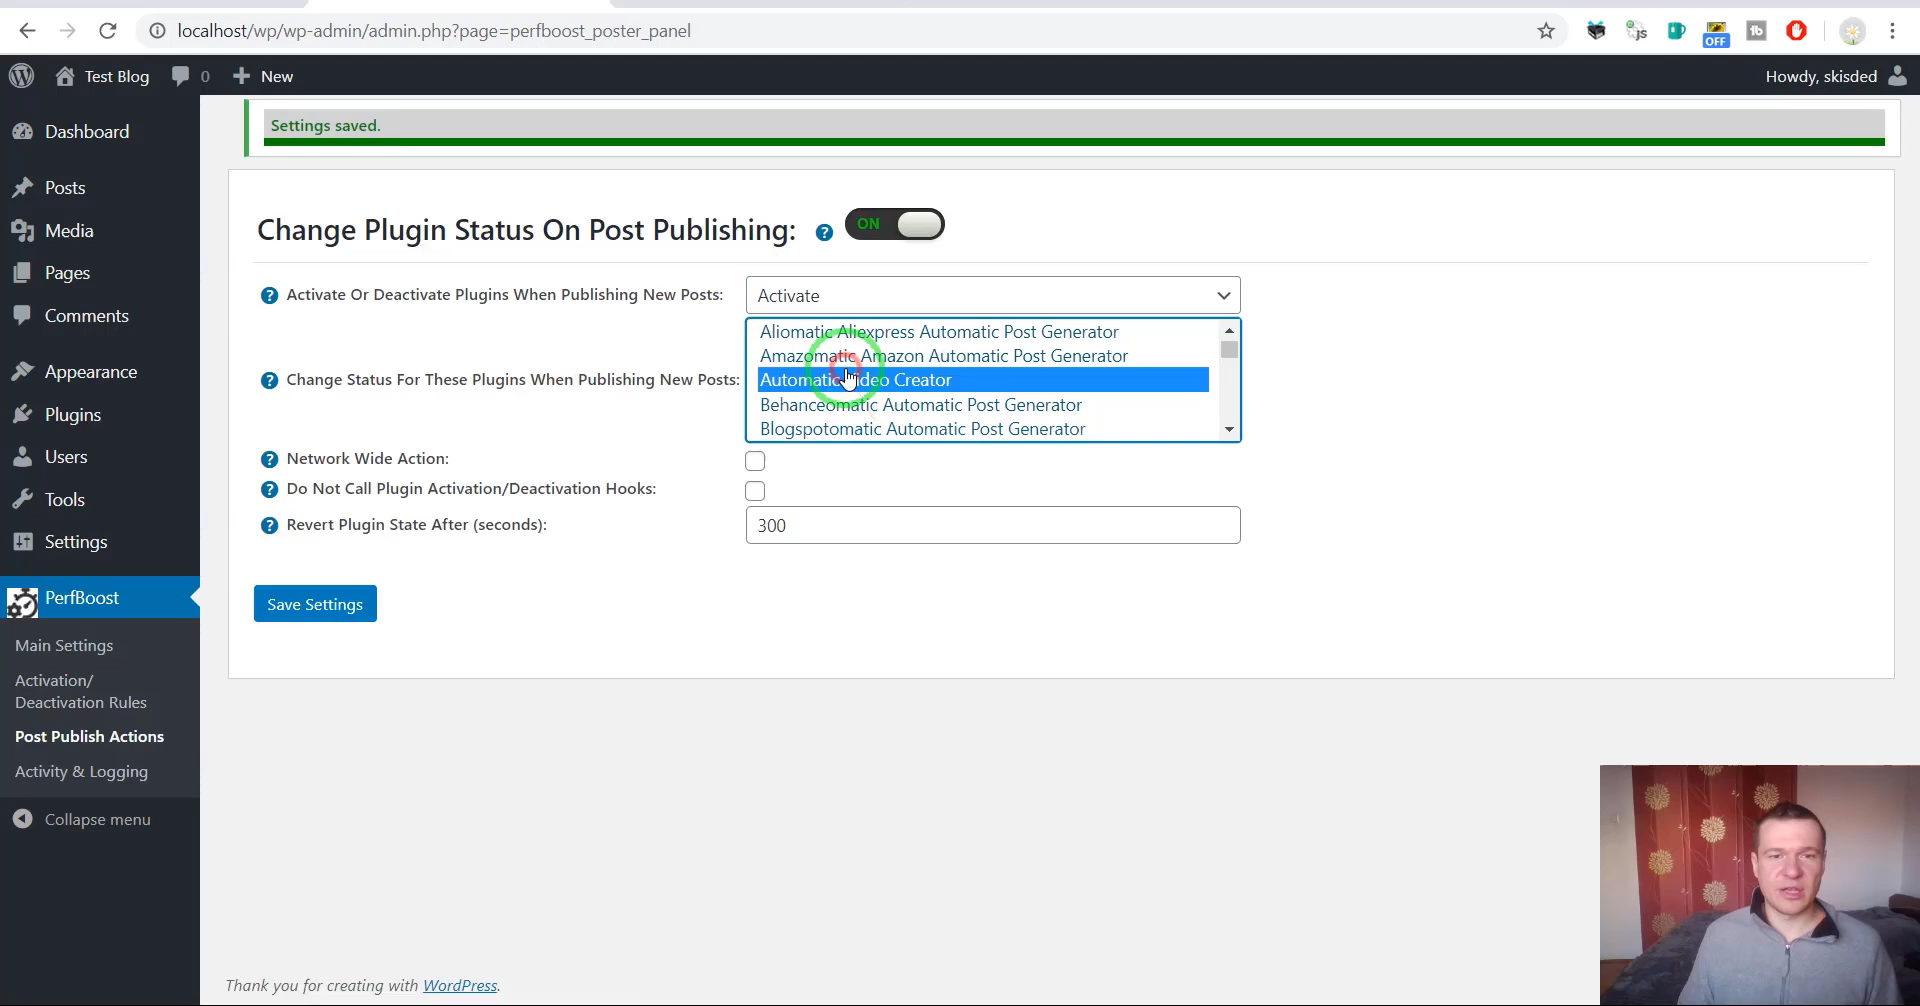 localhost/wp/wp-admin/admin.php?page=perfboost_poster_panel
JS
OFF
tb
Test Blog
0
New
Howdy, skisded
Dashboard
Posts
Media
Pages
Comments
Appearance
Plugins
Users
Tools
Settings
PerfBoost
Main Settings
Activation/
Deactivation Rules
Post Publish Actions
Activity & Logging
Collapse menu
Settings saved.
Change Plugin Status On Post Publishing:
ON
Activate Or Deactivate Plugins When Publishing New Posts:
Activate
Change Status For These Plugins When Publishing New Posts:
Aliomatic Aliexpress Automatic Post Generator
Amazomatic Amazon Automatic Post Generator
Automatic Video Creator
Behanceomatic Automatic Post Generator
Blogspotomatic Automatic Post Generator
Network Wide Action:
Do Not Call Plugin Activation/Deactivation Hooks:
Revert Plugin State After (seconds):
300
Save Settings
Thank you for creating with WordPress.